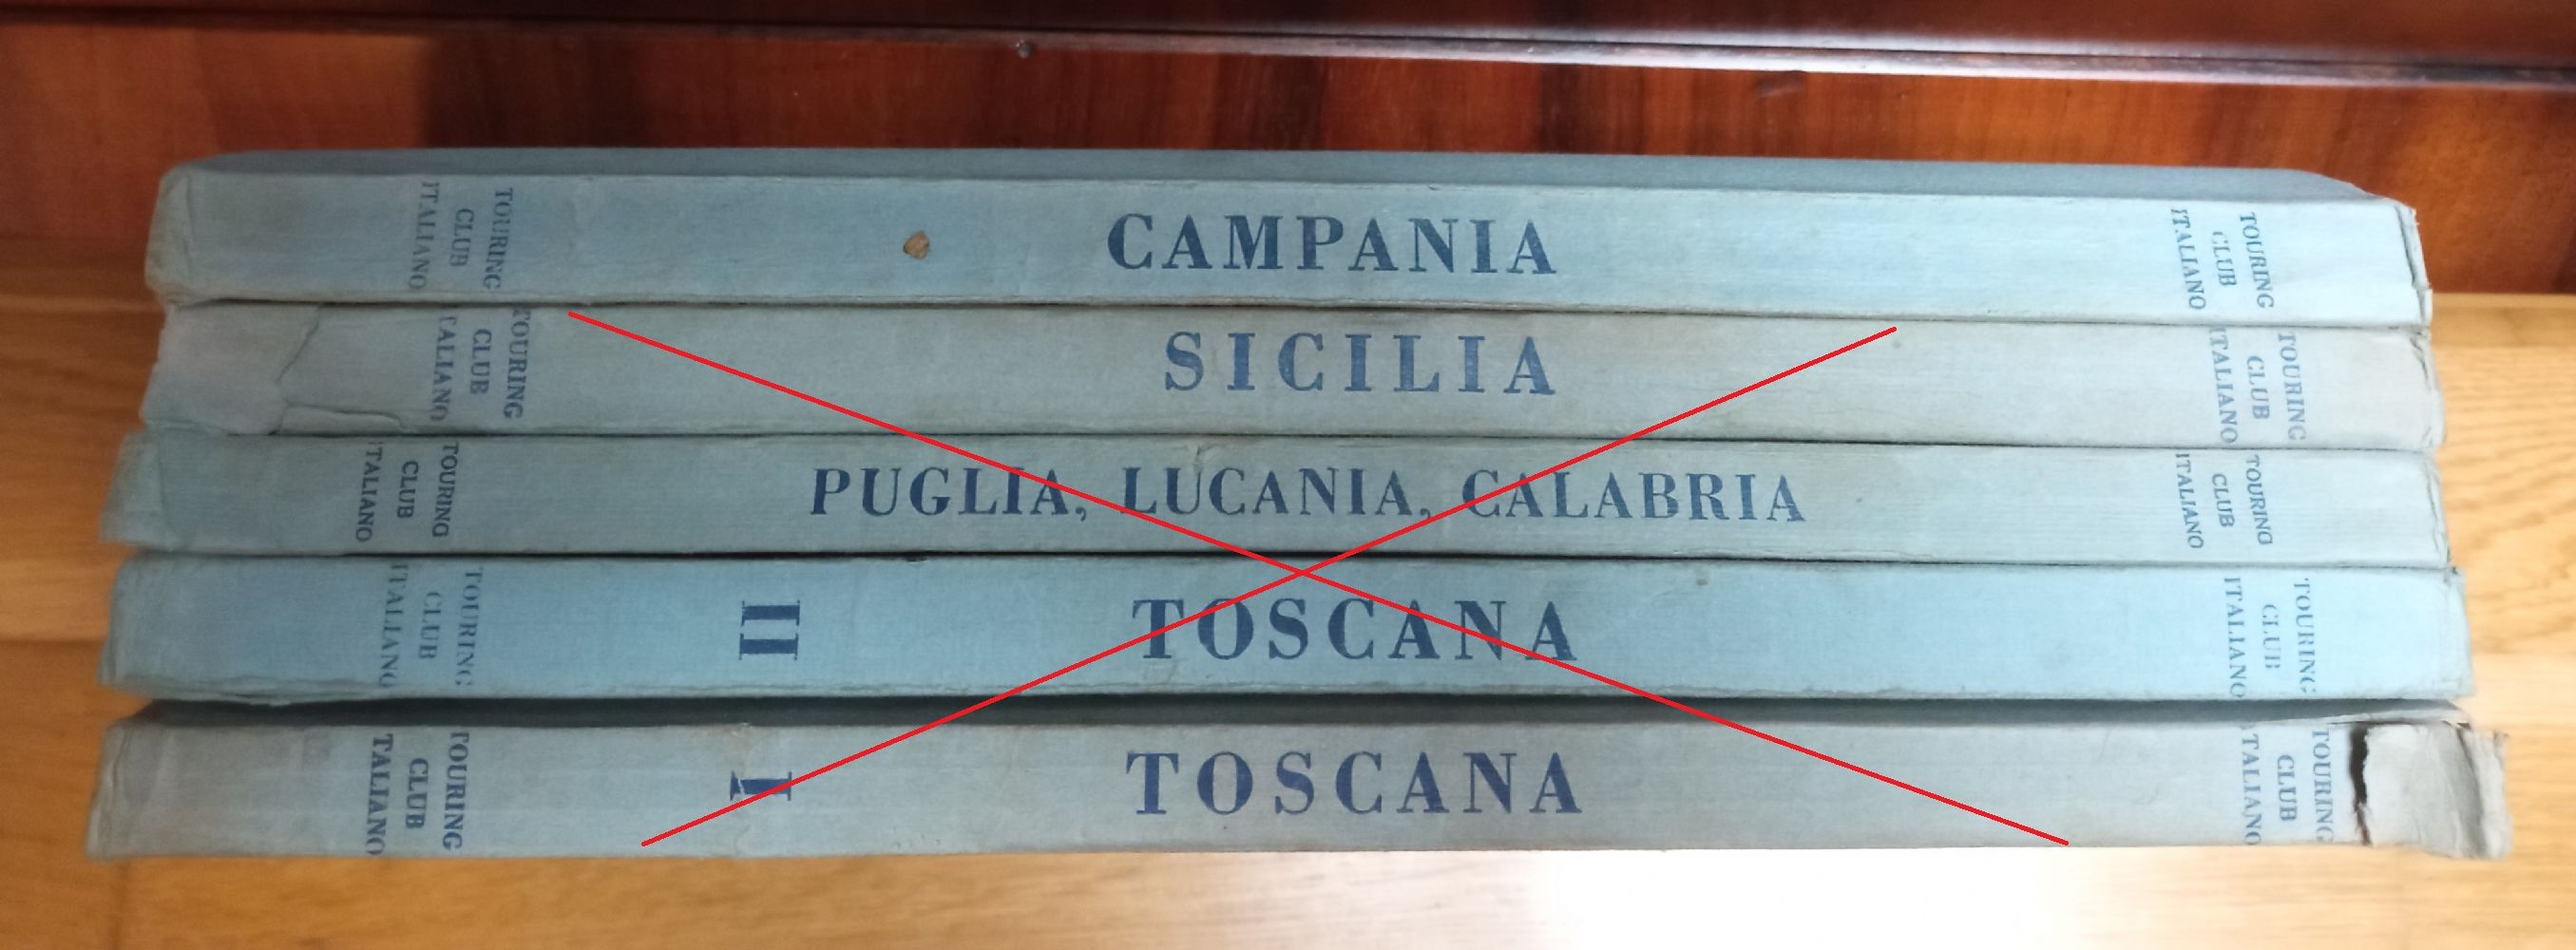 TOURING
CLUB
ITALIANO
CAMPANIA
TOURING
CLUB
ITALIANO
TOURING
CLUB
ITALIANO
SICILIA
TOURING
CLUB
ITALIANO
TOURING
CLUB
ITALIANO
PUGLIA, LUCANIA, CALABRIA
TOURING
CLUB
ITALIANO
TOURING
CLUB
ITALIANO
II
TOSCANA
TOURING
CLUB
ITALIANO
TOURING
CLUB
ITALIANO
I
TOSCANA
TOURING
CLUB
ITALIANO